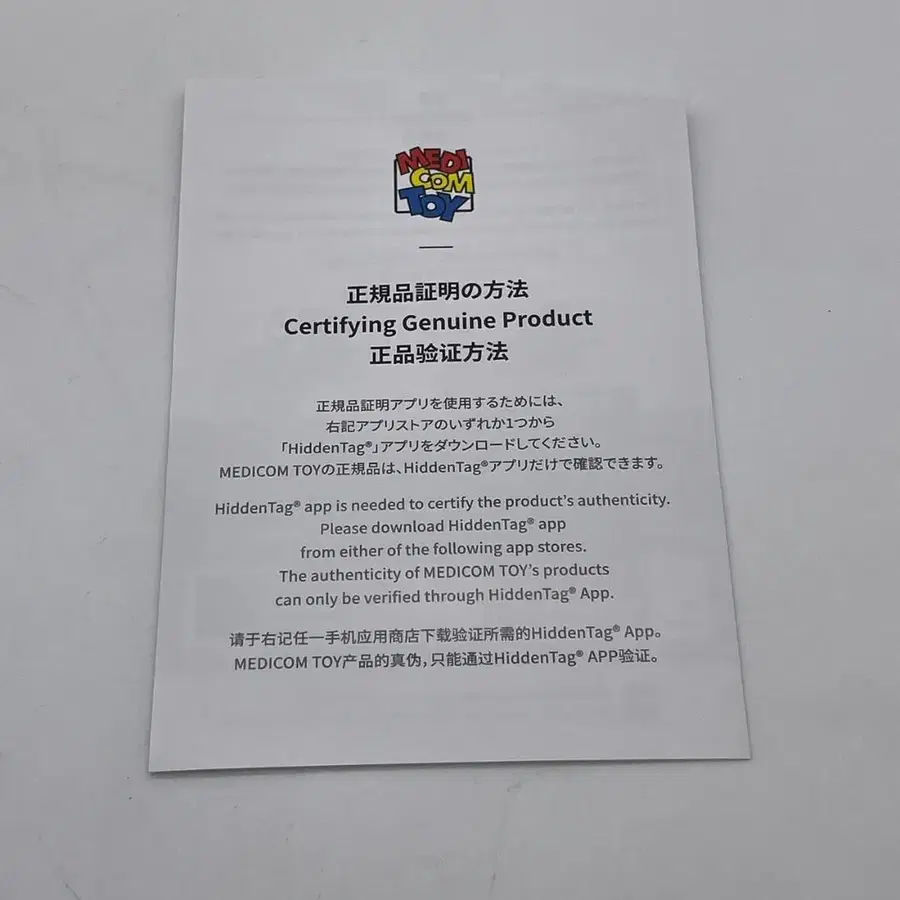 MEDI
COM
TOY
正規品証明の方法
Certifying Genuine Product
正品验证方法
正規品証明アプリを使用するためには、
右記アプリストアのいずれか1つから
「HiddenTag®」アプリをダウンロードしてください。
MEDICOM TOYの正規品は、HiddenTag®アプリだけで確認できます。
HiddenTag® app is needed to certify the product's authenticity.
Please download HiddenTag® app
from either of the following app stores.
The authenticity of MEDICOM TOY's products
can only be verified through HiddenTag® App.
请于右记任一手机应用商店下载验证所需的HiddenTag® App。
MEDICOM TOY产品的真伪，只能通过HiddenTag® APP验证。